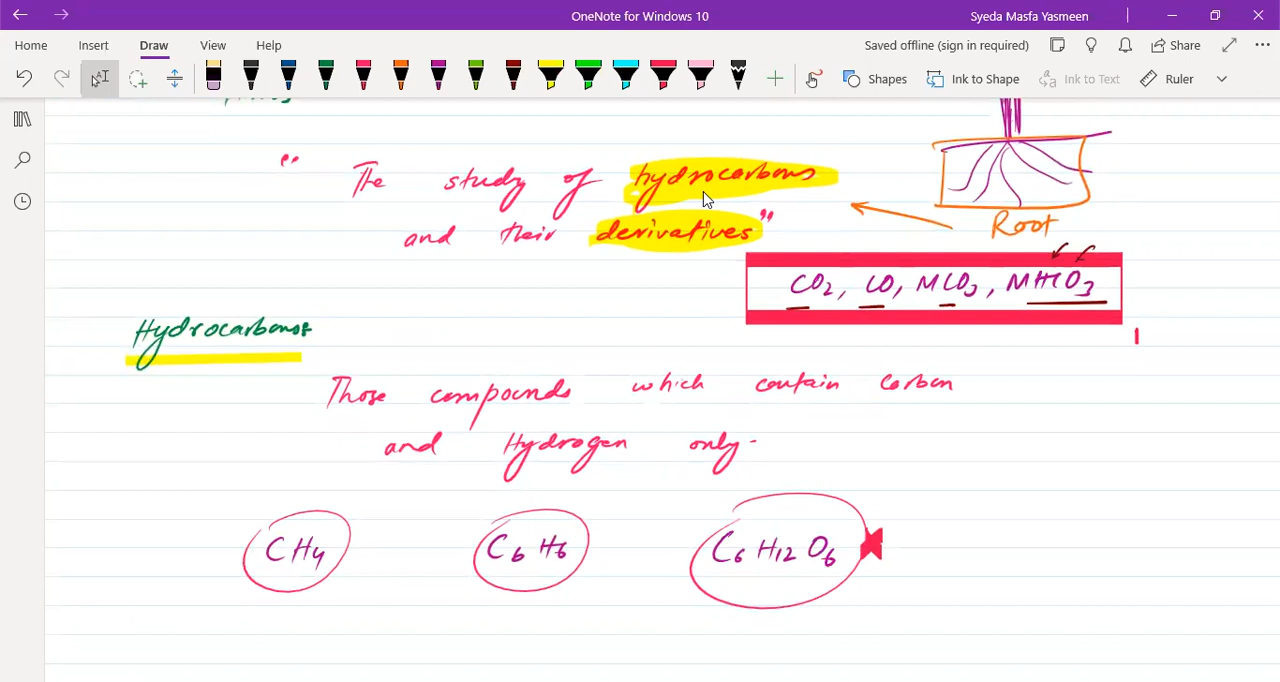 OneNote for Windows 10
Syeda Masfa Yasmeen
Home Insert Draw View Help
Saved offline (sign in required)
Share
Shapes
Ink to Shape
Ink to Text
Ruler
" The study of hydrocarbons
and their derivatives"
Root
CO2, CO, MCO3, MHCO3
Hydrocarbons
Those compounds which contain Carbon
and Hydrogen only.
CH4 C6H6 C6H12O6